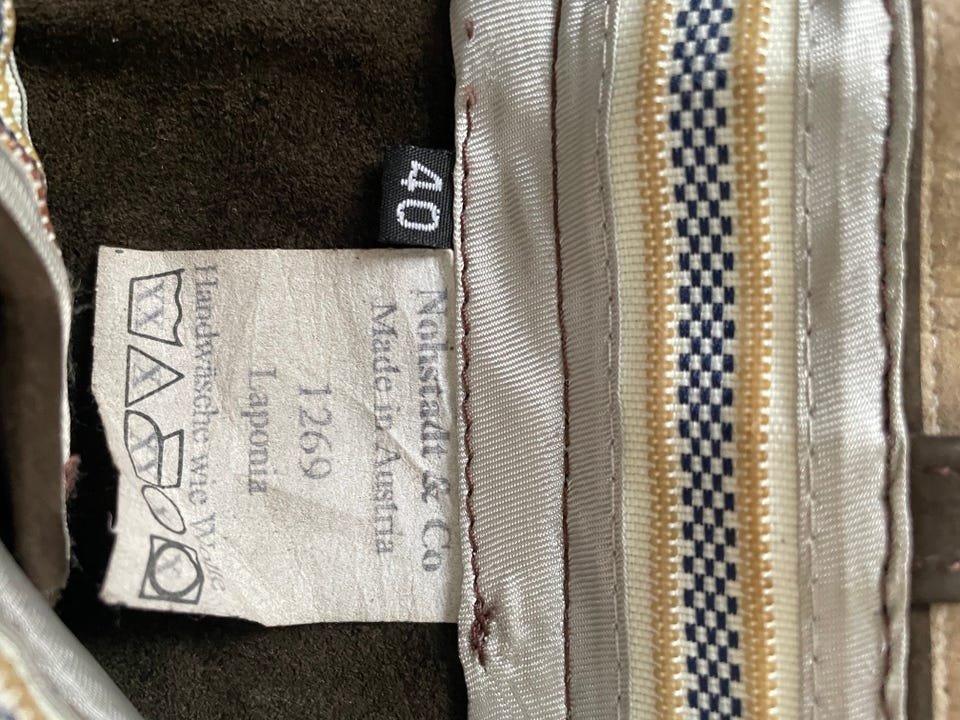 40
Nohstadt & Co
Made in Austria
1269
Laponia
Handwäsche wie Wolle